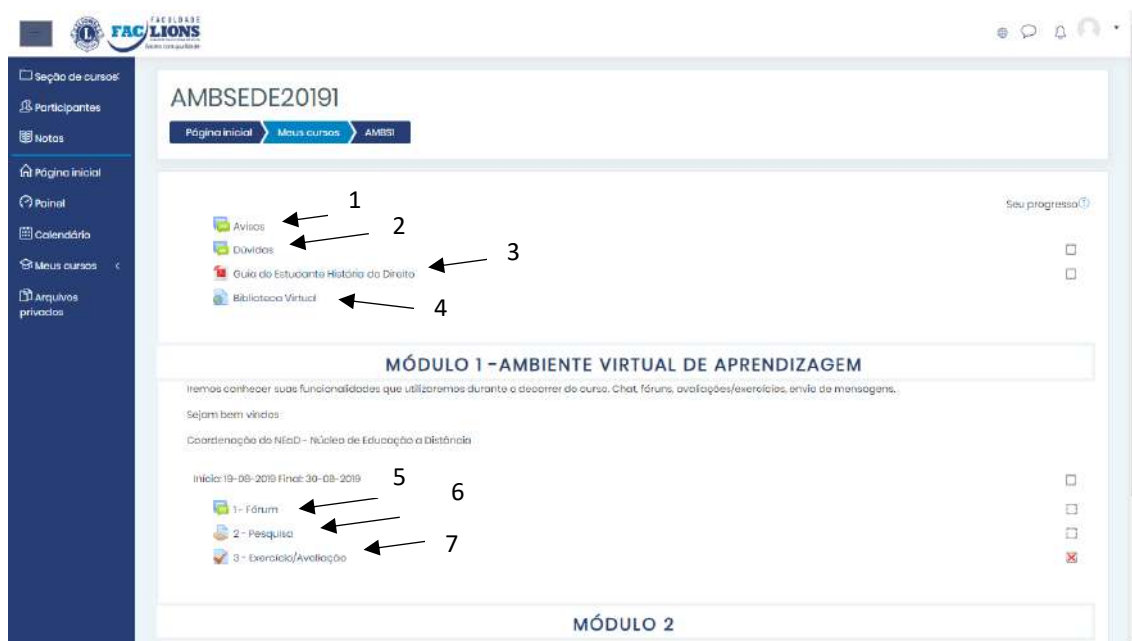 FACULDADE
FAC LIONS
Seção de cursos
Participantes
Notas
Página inicial
Painel
Calendário
Meus cursos
Arquivos
privados
AMBSEDE20191
Página inicial Meus cursos AMBSI
Seu progresso
1
Avisos
2
Dúvidas
3
Guia do Estudante História do Direito
Biblioteca Virtual
4
MÓDULO 1 -AMBIENTE VIRTUAL DE APRENDIZAGEM
Iremos conhecer suas funcionalidades que utilizaremos durante o decorrer do curso. Chat, fóruns, avaliações/exercícios, envio de mensagens.
Sejam bem vindos
Coordenação do NEaD - Núcleo de Educação a Distância
Início: 19-08-2019 Final: 30-08-2019
5
6
1- Fórum
2 - Pesquisa
7
3 - Exercício/Avaliação
MÓDULO 2